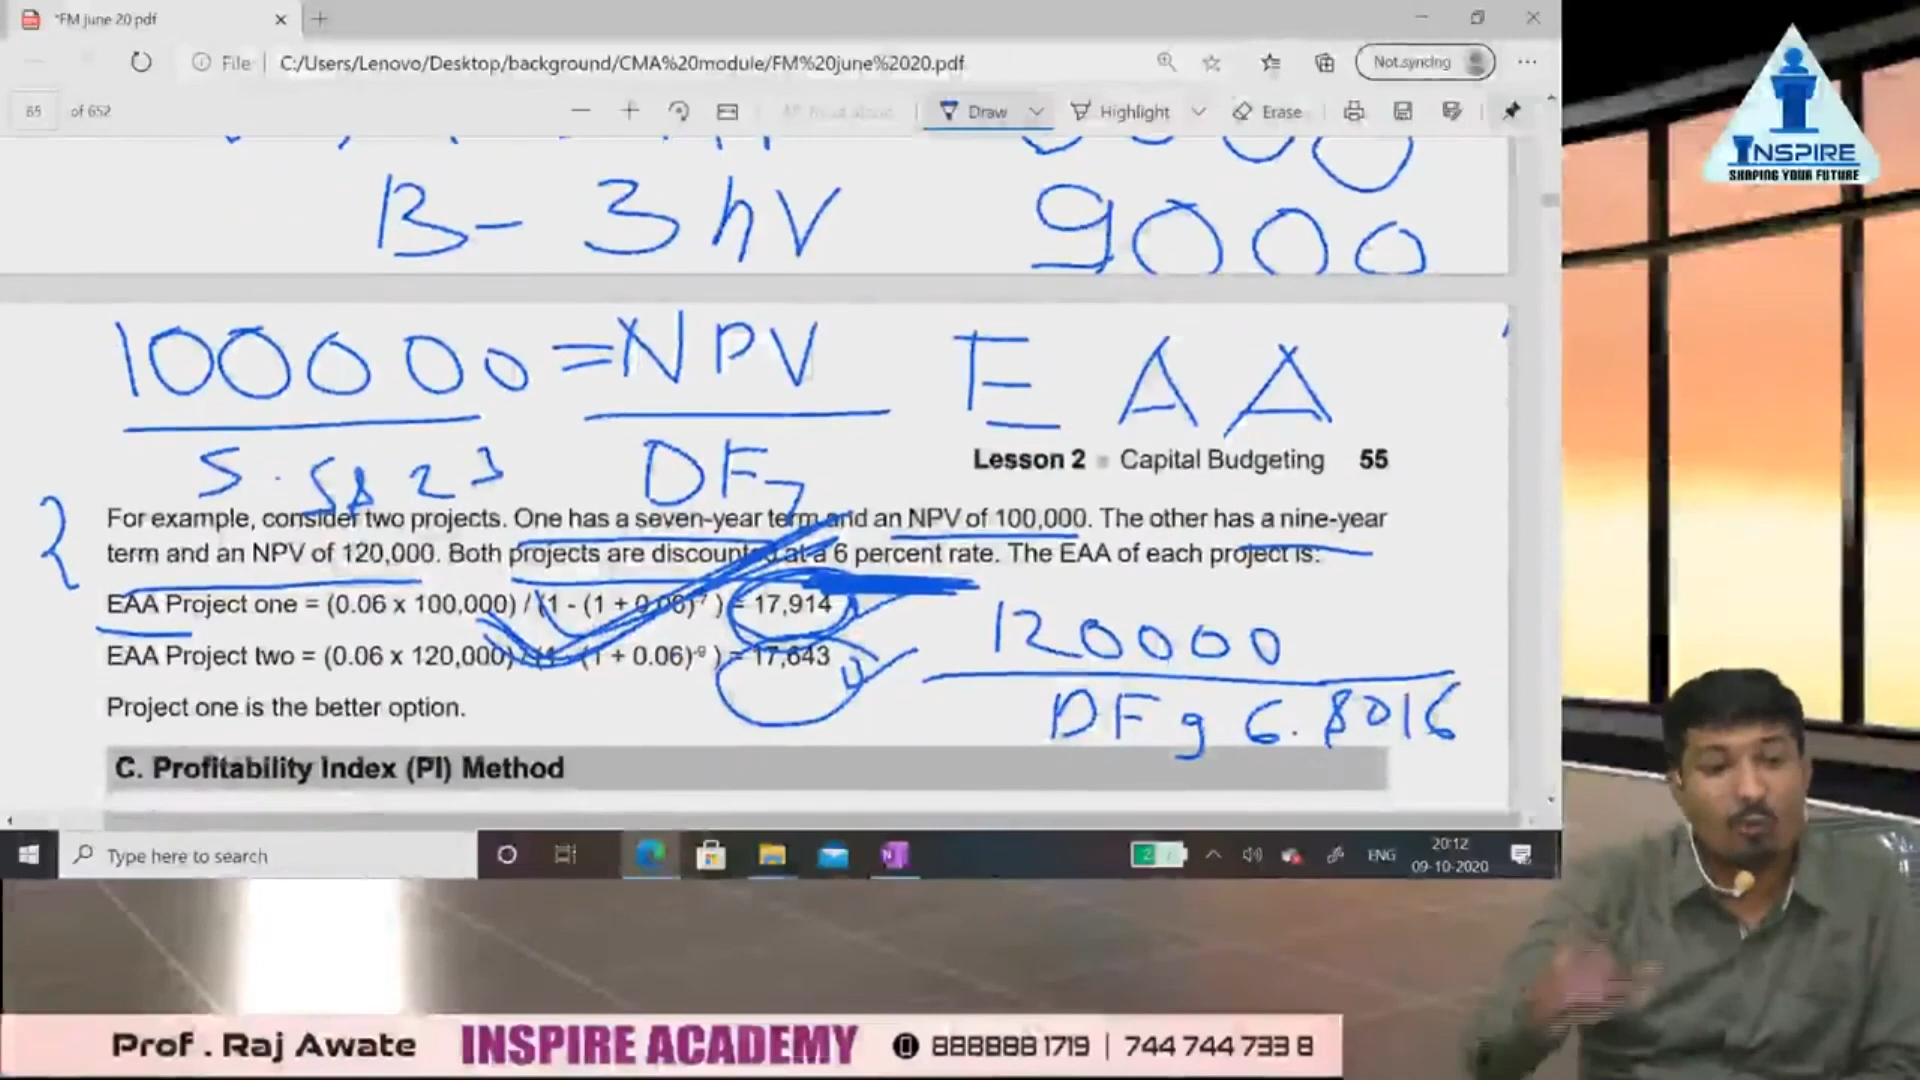 *FM june 20 pdf
File C:/Users/Lenovo/Desktop/background/CMA%20module/FM%20june%2020.pdf
Not syncing
65 of 652
Draw Highlight Erase
B- 3
9000
100000 = NPV E A A
5.5823 DF7
Lesson 2 Capital Budgeting 55
For example, consider two projects. One has a seven-year term and an NPV of 100,000. The other has a nine-year
term and an NPV of 120,000. Both projects are discounted at a 6 percent rate. The EAA of each project is:
EAA Project one = (0.06 x 100,000) / (1 - (1 + 0.06)-7 ) = 17,914
EAA Project two = (0.06 x 120,000) / (1 - (1 + 0.06)-9 ) = 17,643
120000
DF9 6.8016
Project one is the better option.
C. Profitability Index (PI) Method
Type here to search
ENG
20:12
09-10-2020
INSPIRE
SHAPING YOUR FUTURE
Prof . Raj Awate INSPIRE ACADEMY 888888 1719 | 744 744 733 8